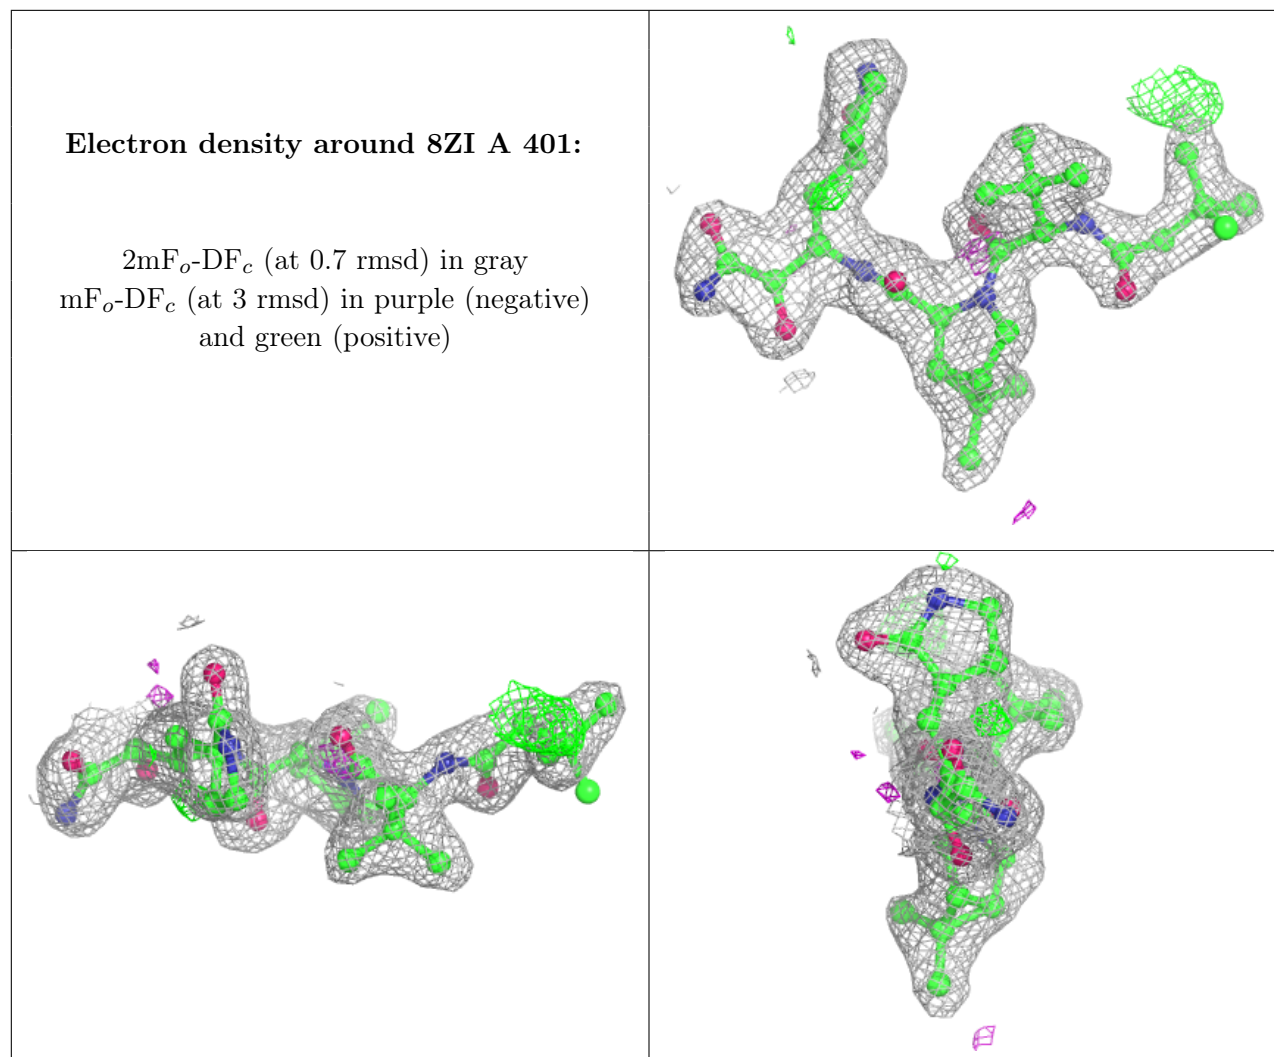 Electron density around 8ZI A 401:
2mFo-DFc (at 0.7 rmsd) in gray
mFo-DFc (at 3 rmsd) in purple (negative)
and green (positive)